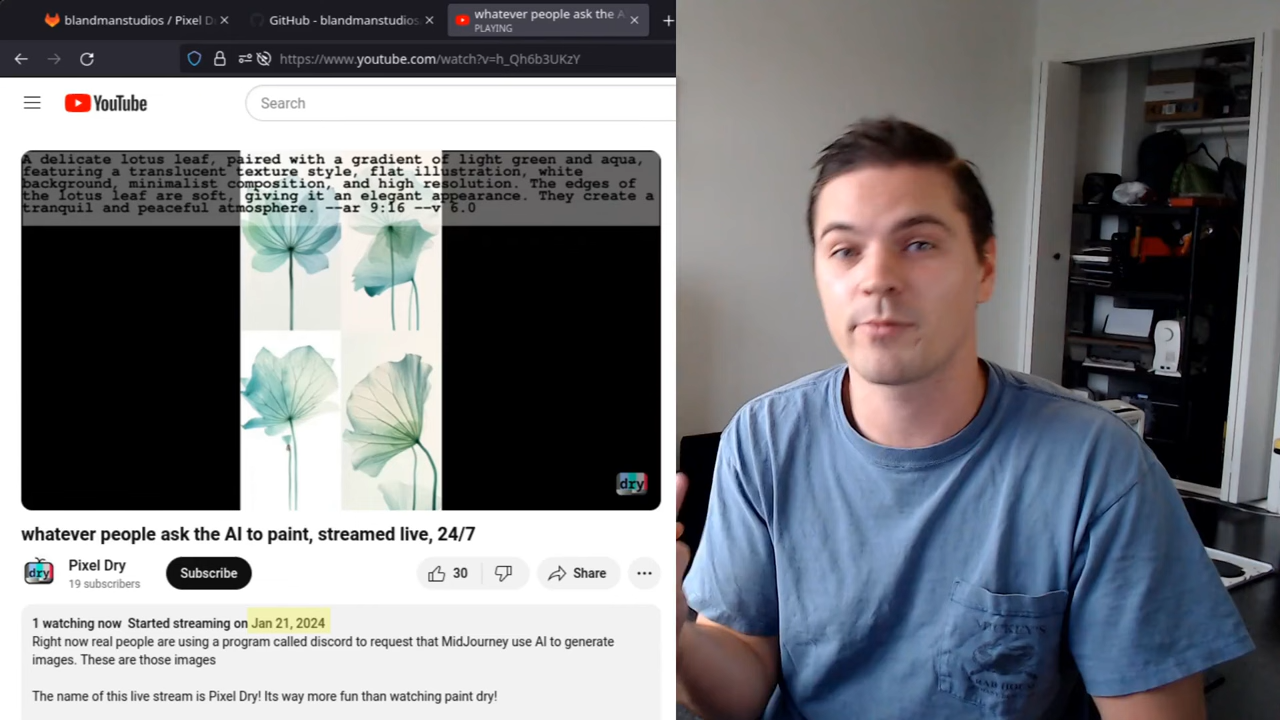 blandmanstudios / Pixel D
GitHub - blandmanstudios
whatever people ask the A
PLAYING
https://www.youtube.com/watch?v=h_Qh6b3UKzY
YouTube
Search
A delicate lotus leaf, paired with a gradient of light green and aqua,
featuring a translucent texture style, flat illustration, white
background, minimalist composition, and high resolution. The edges of
the lotus leaf are soft, giving it an elegant appearance. They create a
tranquil and peaceful atmosphere. --ar 9:16 --v 6.0
dry
whatever people ask the AI to paint, streamed live, 24/7
dry
Pixel Dry
19 subscribers
Subscribe
30
Share
1 watching now Started streaming on Jan 21, 2024
Right now real people are using a program called discord to request that MidJourney use AI to generate
images. These are those images
The name of this live stream is Pixel Dry! Its way more fun than watching paint dry!